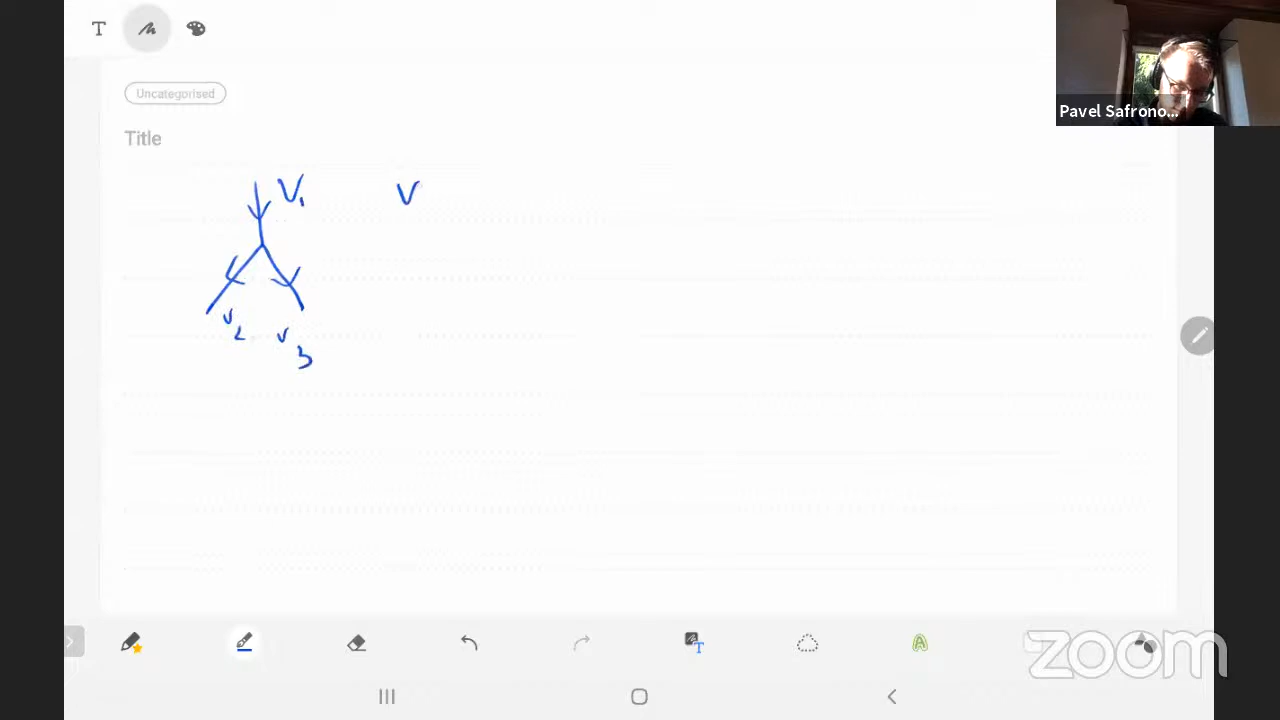 T
Uncategorised
Pavel Safrono...
Title
V₁ V
v₂ v₃
T
A
zoom